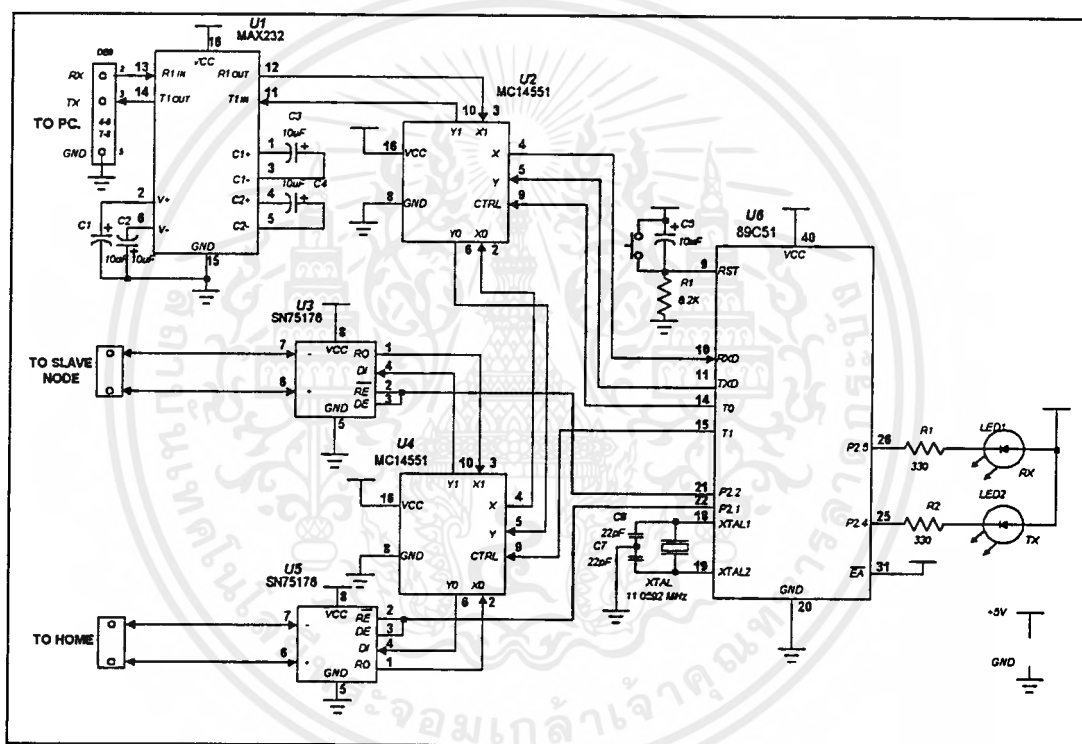 U1
MAX232
DB9
RX
TX
TO PC.
GND
2
3
4-6
7-8
5
13
14
R1 IN
T1 OUT
16
VCC
R1 OUT
T1 IN
12
11
C1+
C1-
C2+
C2-
1
3
4
5
C3
10uF
10uF
C4
2
6
V+
V-
GND
15
C1
C2
10uF
10uF
U2
MC14551
10
3
Y1
X1
16
VCC
8
GND
X
Y
CTRL
4
5
9
Y0
X0
6
2
U3
SN75176
8
VCC
7
-
6
+
RO
DI
RE
DE
1
4
2
3
GND
5
TO SLAVE
NODE
U4
MC14551
10
3
Y1
X1
16
VCC
8
GND
X
Y
CTRL
4
5
9
Y0
X0
6
2
U5
SN75176
8
VCC
7
-
6
+
RE
DE
DI
RO
2
3
4
1
GND
5
TO HOME
U6
89C51
40
VCC
10uF
9
RST
R1
8.2K
10
RXD
11
TXD
14
T0
15
T1
21
P2.2
22
P2.1
18
XTAL1
19
XTAL2
22pF
C7
22pF
XTAL
11.0592 MHz
GND
20
P2.5
26
R1
330
LED1
RX
P2.4
25
R2
330
LED2
TX
EA
31
+5V
GND